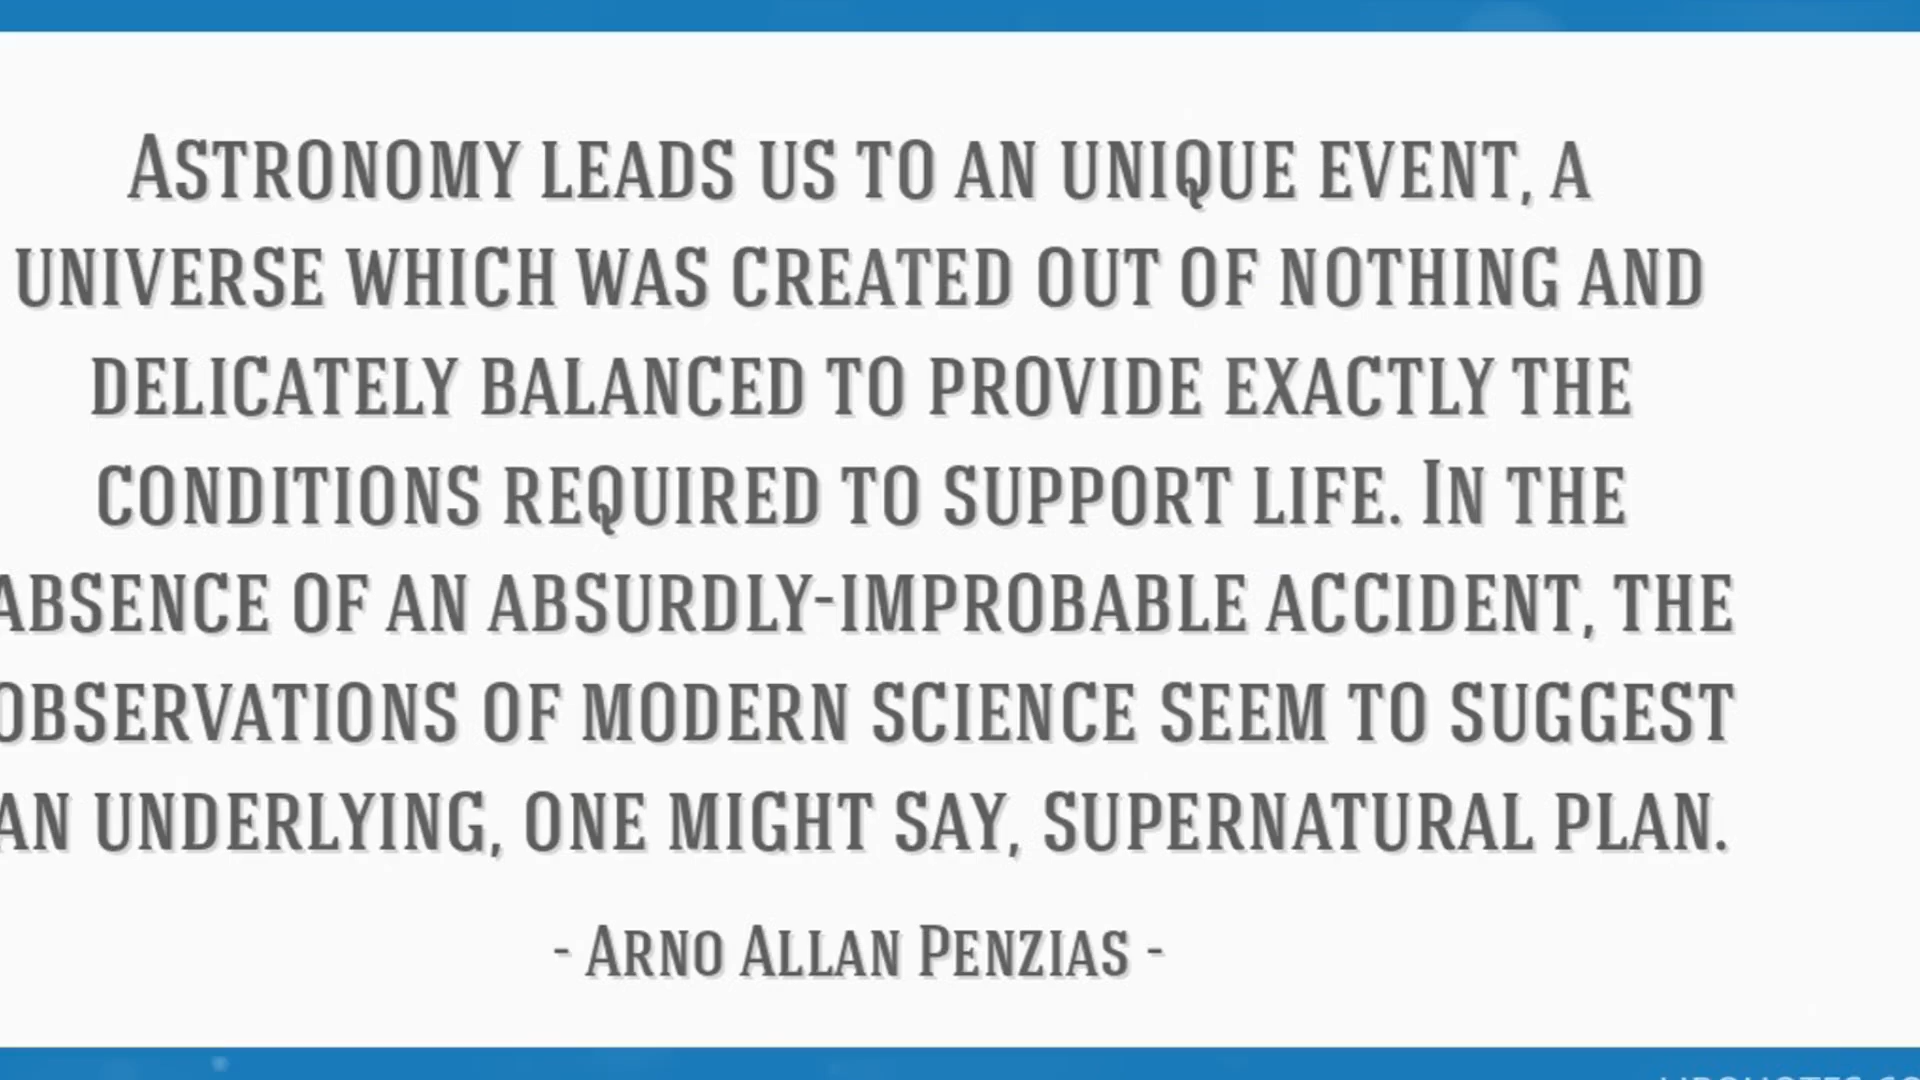 Astronomy leads us to an unique event, a
universe which was created out of nothing and
delicately balanced to provide exactly the
conditions required to support life. In the
absence of an absurdly-improbable accident, the
observations of modern science seem to suggest
an underlying, one might say, supernatural plan.
- Arno Allan Penzias -